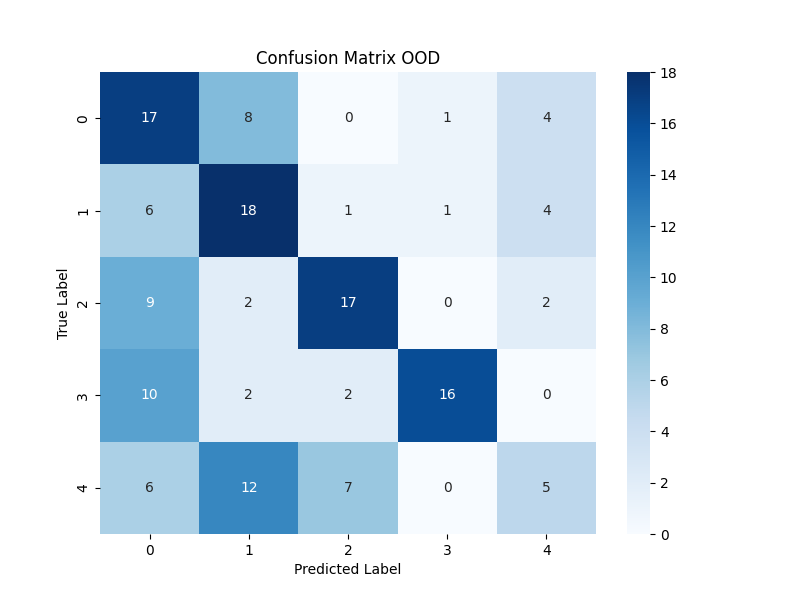 Confusion Matrix OOD
0 17 8 0 1 4
1 6 18 1 1 4
2 9 2 17 0 2
3 10 2 2 16 0
4 6 12 7 0 5
0 1 2 3 4
True Label
Predicted Label
18
16
14
12
10
8
6
4
2
0